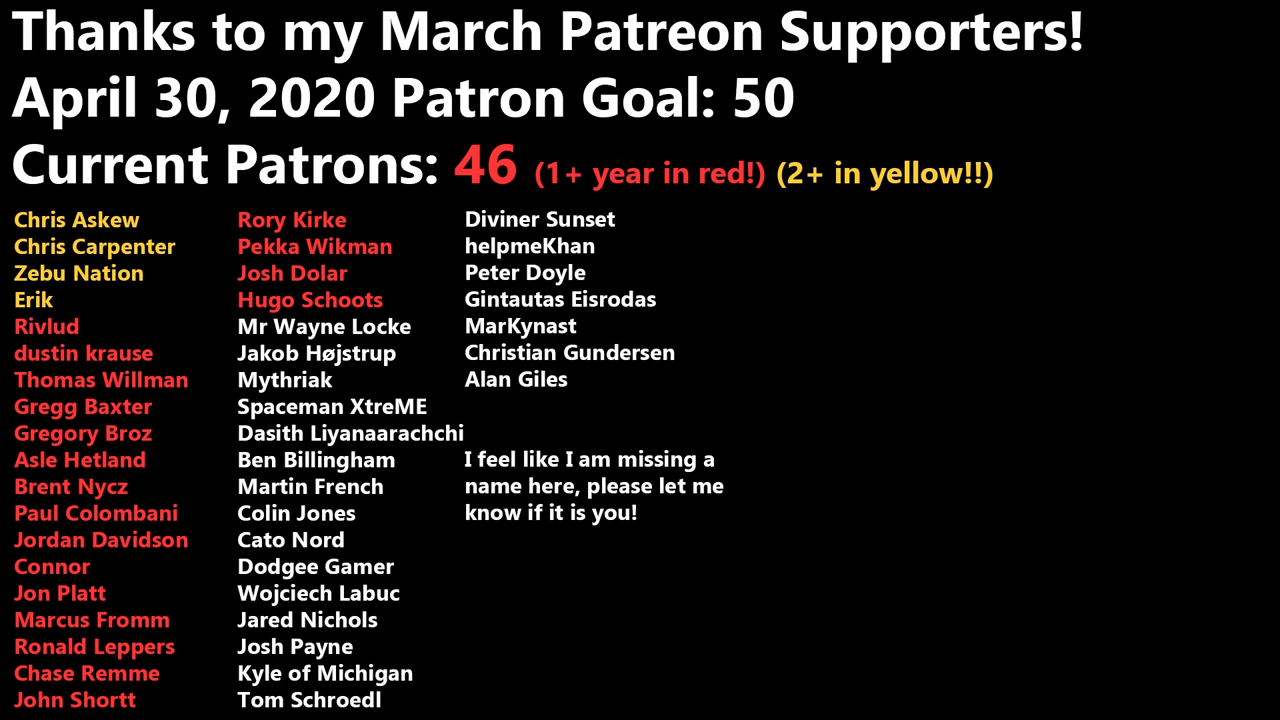 Thanks to my March Patreon Supporters!
April 30, 2020 Patron Goal: 50
Current Patrons: 46 (1+ year in red!) (2+ in yellow!!)
Chris Askew
Chris Carpenter
Zebu Nation
Erik
Rivlud
dustin krause
Thomas Willman
Gregg Baxter
Gregory Broz
Asle Hetland
Brent Nycz
Paul Colombani
Jordan Davidson
Connor
Jon Platt
Marcus Fromm
Ronald Leppers
Chase Remme
John Shortt
Rory Kirke
Pekka Wikman
Josh Dolar
Hugo Schoots
Mr Wayne Locke
Jakob Højstrup
Mythriak
Spaceman XtreME
Dasith Liyanaarachchi
Ben Billingham
Martin French
Colin Jones
Cato Nord
Dodgee Gamer
Wojciech Labuc
Jared Nichols
Josh Payne
Kyle of Michigan
Tom Schroedl
Diviner Sunset
helpmeKhan
Peter Doyle
Gintautas Eisrodas
MarKynast
Christian Gundersen
Alan Giles
I feel like I am missing a
name here, please let me
know if it is you!